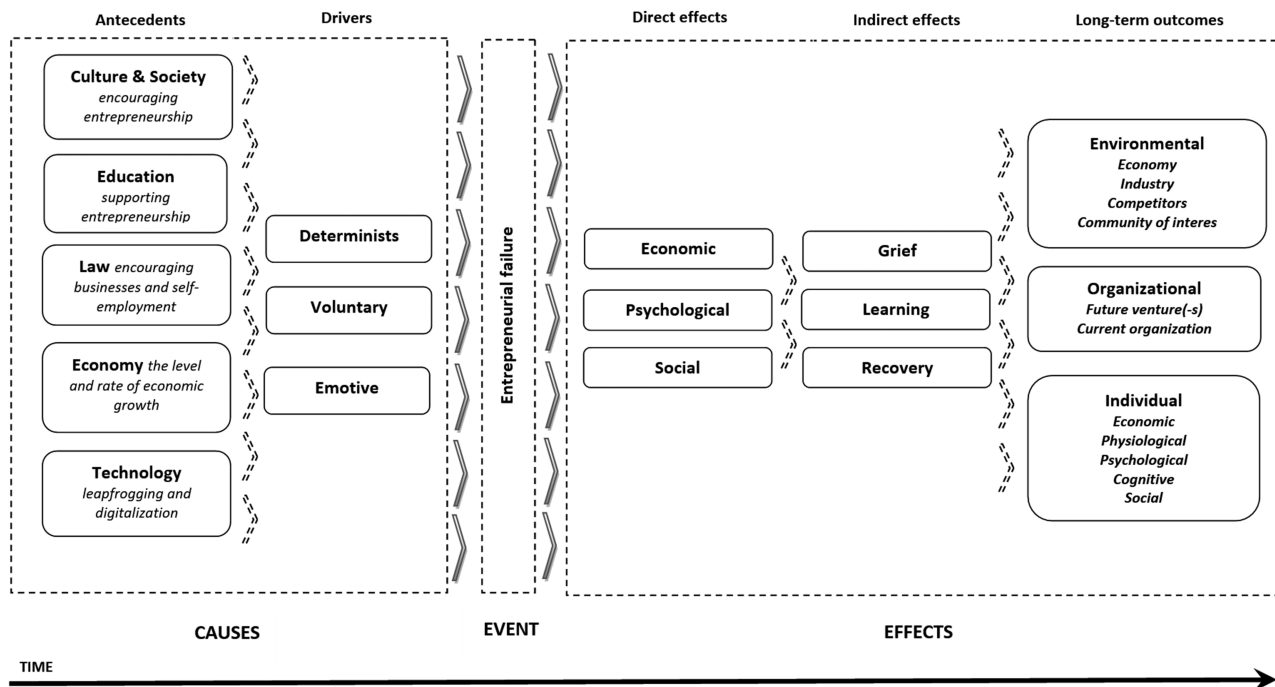 Antecedents
Drivers
Direct effects
Indirect effects
Long-term outcomes
Culture & Society
encouraging
entrepreneurship
Education
supporting
entrepreneurship
Law encouraging
businesses and self-
employment
Economy the level
and rate of economic
growth
Technology
leapfrogging and
digitalization
Determinists
Voluntary
Emotive
Entrepreneurial failure
Economic
Psychological
Social
Grief
Learning
Recovery
Environmental
Economy
Industry
Competitors
Community of interes
Organizational
Future venture(-s)
Current organization
Individual
Economic
Physiological
Psychological
Cognitive
Social
CAUSES
EVENT
EFFECTS
TIME